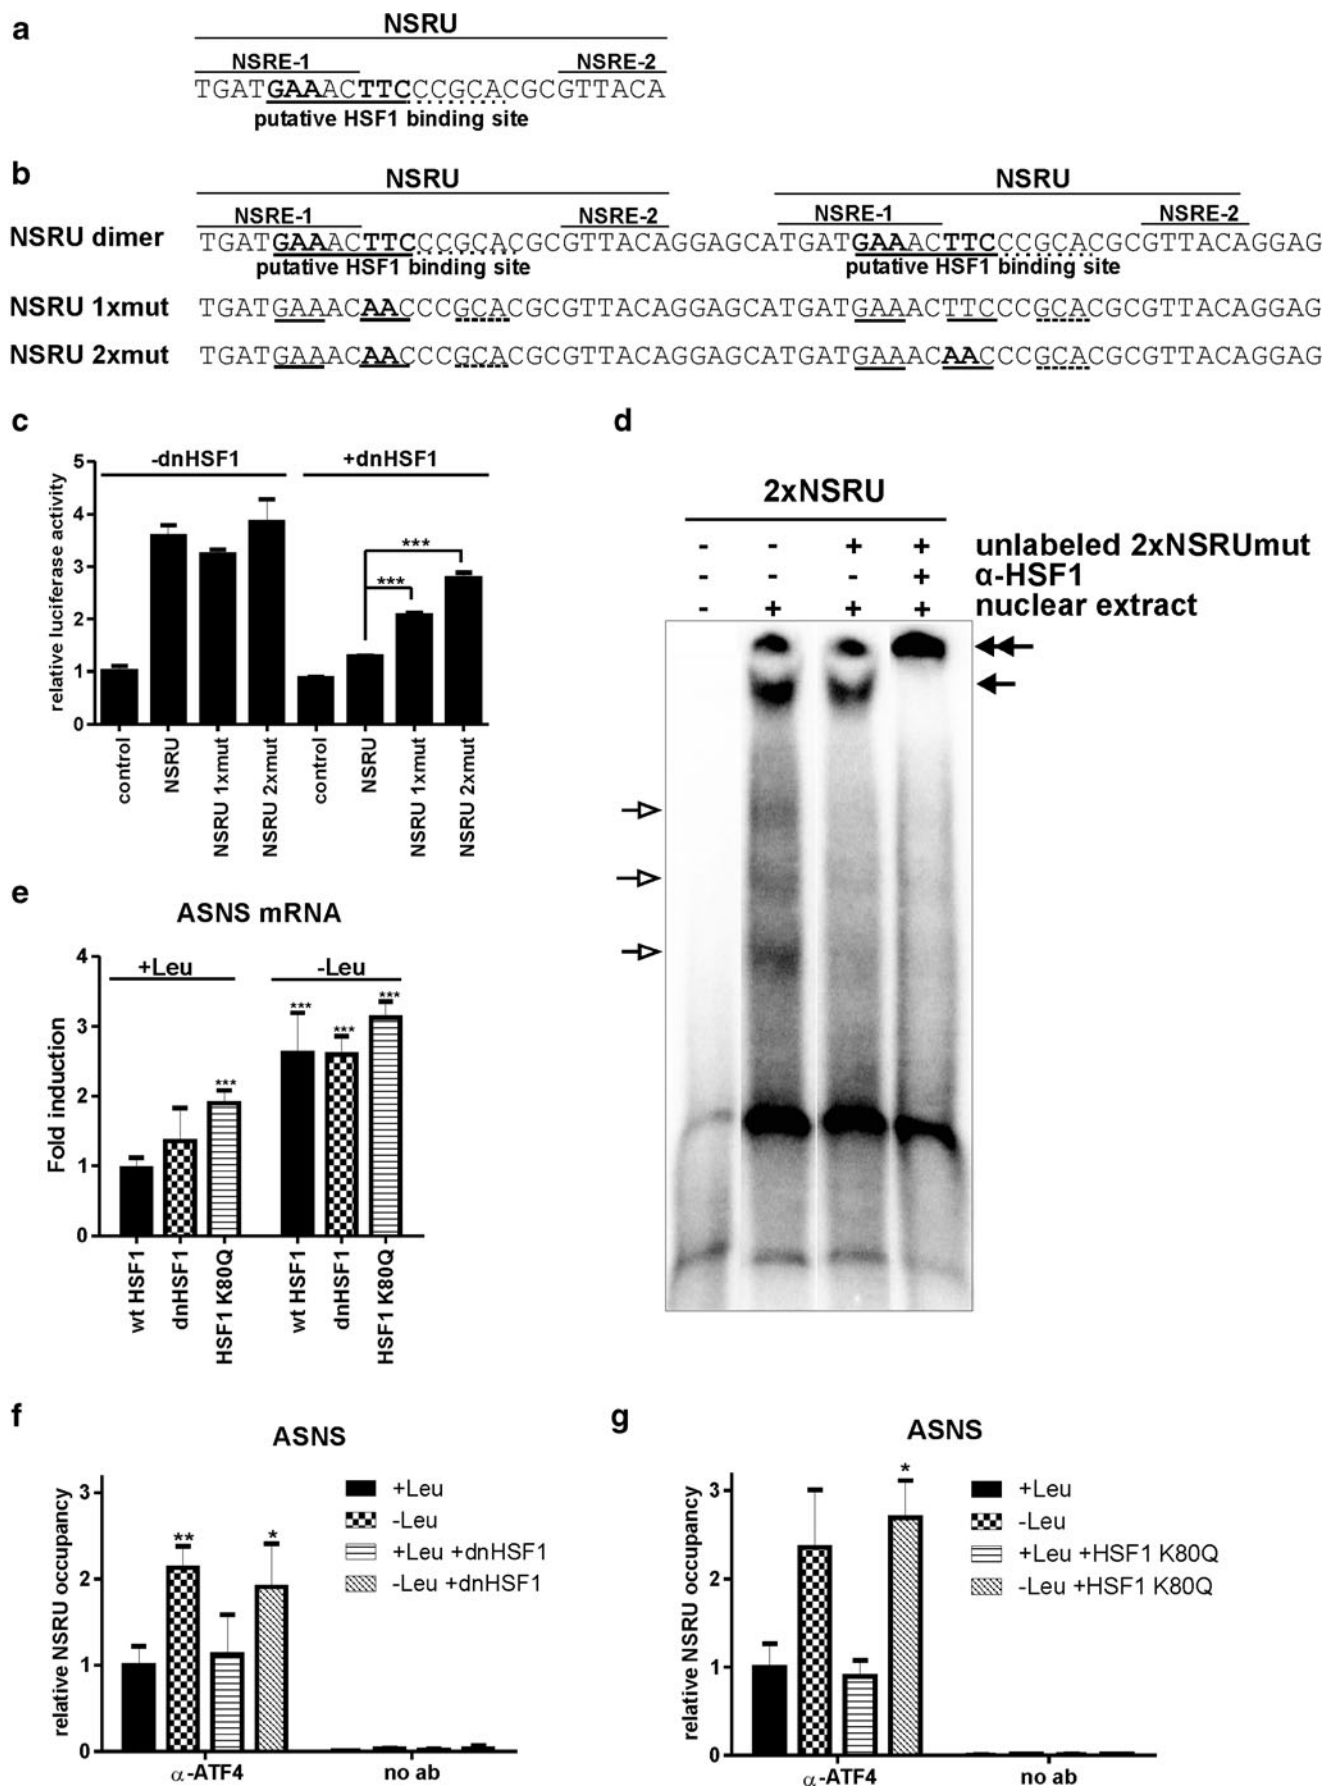 a
NSRU
NSRE-1 NSRE-2
TGATGAAACTTCCCGCACGCGTTACA
putative HSF1 binding site
b
NSRU NSRU
NSRE-1 NSRE-2 NSRE-1 NSRE-2
NSRU dimer TGATGAAACTTCCCGCACGCGTTACAGGAGCATGATGAAACTTCCCGCACGCGTTACAGGAG
putative HSF1 binding site putative HSF1 binding site
NSRU 1xmut TGATGAAACAACCCGCACGCGTTACAGGAGCATGATGAAACTTCCCGCACGCGTTACAGGAG
NSRU 2xmut TGATGAAACAACCCGCACGCGTTACAGGAGCATGATGAAACAACCCGCACGCGTTACAGGAG
c
-dnHSF1 +dnHSF1
relative luciferase activity
5
4
3
2
1
0
*** 
***
control NSRU NSRU 1xmut NSRU 2xmut control NSRU NSRU 1xmut NSRU 2xmut
d
2xNSRU
- - + + unlabeled 2xNSRUmut
- - - + α-HSF1
- + + + nuclear extract
e
ASNS mRNA
+Leu -Leu
Fold induction
4
3
2
1
0
*** *** *** ***
wt HSF1 dnHSF1 HSF1 K80Q wt HSF1 dnHSF1 HSF1 K80Q
f
ASNS
relative NSRU occupancy
3
2
1
0
** *
+Leu
-Leu
+Leu +dnHSF1
-Leu +dnHSF1
α-ATF4 no ab
g
ASNS
relative NSRU occupancy
3
2
1
0
*
+Leu
-Leu
+Leu +HSF1 K80Q
-Leu +HSF1 K80Q
α-ATF4 no ab